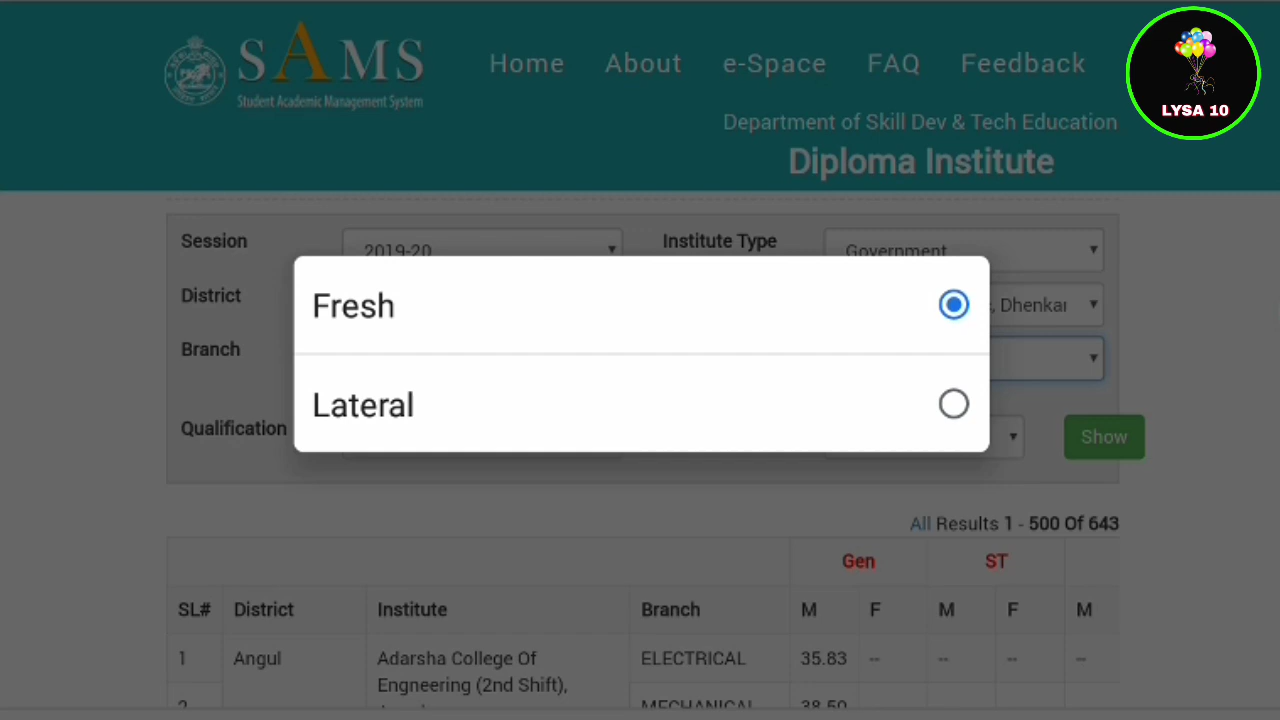 SAMS
Student Academic Management System
Home About e-Space FAQ Feedback
LYSA 10
Department of Skill Dev & Tech Education
Diploma Institute
Session 2019-20 Institute Type Government
District , Dhenkar
Branch
Fresh
Lateral
Qualification Show
All Results 1 - 500 Of 643
Gen ST
SL# District Institute Branch M F M F M
1 Angul Adarsha College Of ELECTRICAL 35.83 -- -- -- --
Engneering (2nd Shift),
2 MECHANICAL 38.50